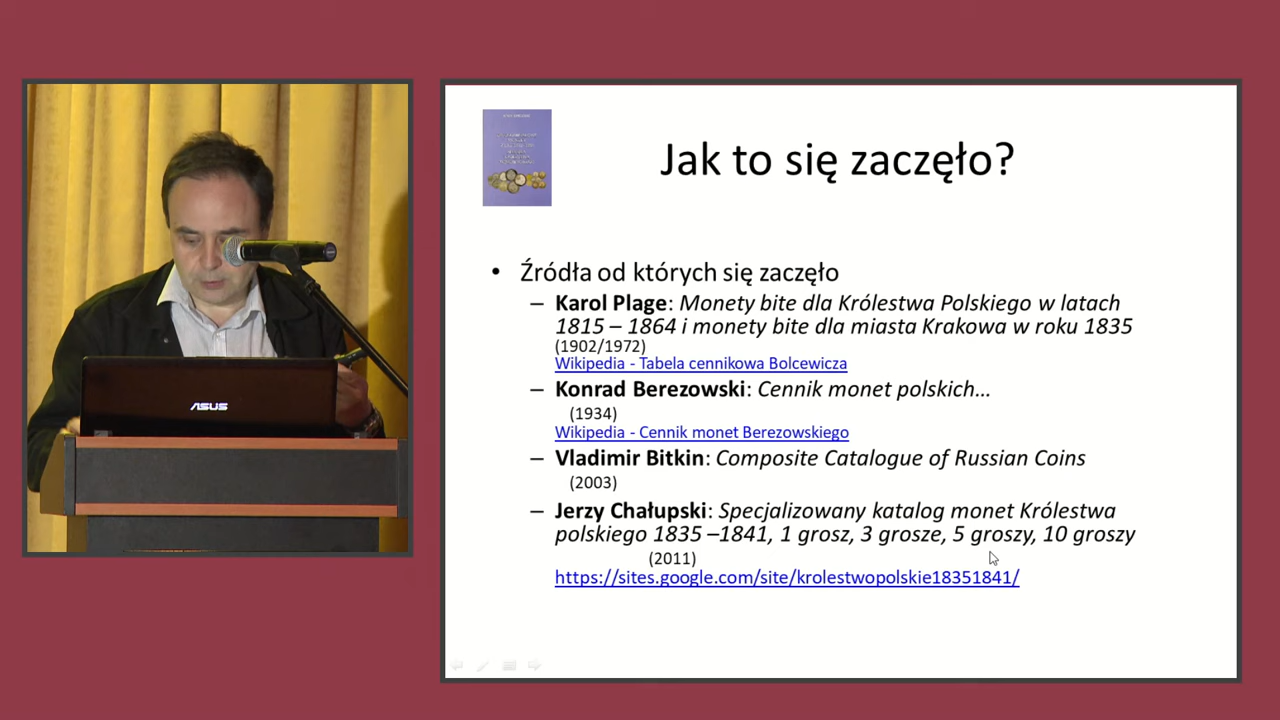 Jak to się zaczęło?
• Źródła od których się zaczęło
– Karol Plage: Monety bite dla Królestwa Polskiego w latach
1815 – 1864 i monety bite dla miasta Krakowa w roku 1835
(1902/1972)
Wikipedia - Tabela cennikowa Bolcewicza
– Konrad Berezowski: Cennik monet polskich...
(1934)
Wikipedia - Cennik monet Berezowskiego
– Vladimir Bitkin: Composite Catalogue of Russian Coins
(2003)
– Jerzy Chałupski: Specjalizowany katalog monet Królestwa
polskiego 1835 –1841, 1 grosz, 3 grosze, 5 groszy, 10 groszy
(2011)
https://sites.google.com/site/krolestwopolskie18351841/
ASUS